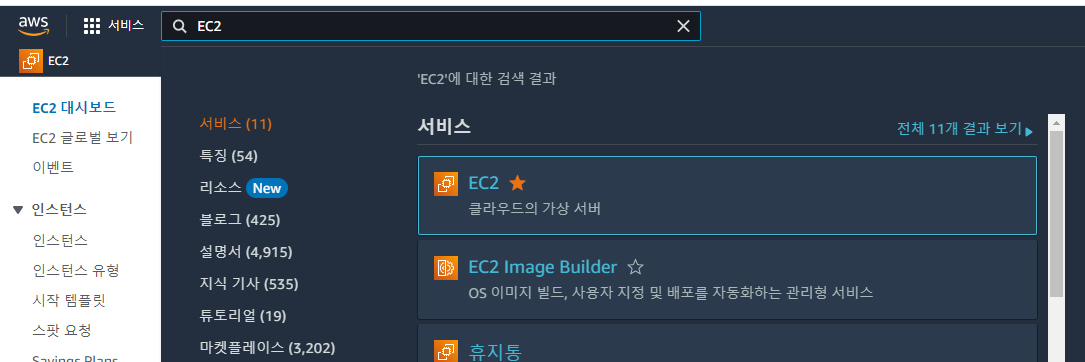 aws
서비스
EC2
EC2
'EC2'에 대한 검색 결과
EC2 대시보드
EC2 글로벌 보기
이벤트
인스턴스
인스턴스
인스턴스 유형
시작 템플릿
스팟 요청
Savings Plans
서비스 (11)
특징 (54)
리소스 New
블로그 (425)
설명서 (4,915)
지식 기사 (535)
튜토리얼 (19)
마켓플레이스 (3,202)
서비스
전체 11개 결과 보기
EC2
클라우드의 가상 서버
EC2 Image Builder
OS 이미지 빌드, 사용자 지정 및 배포를 자동화하는 관리형 서비스
휴지통